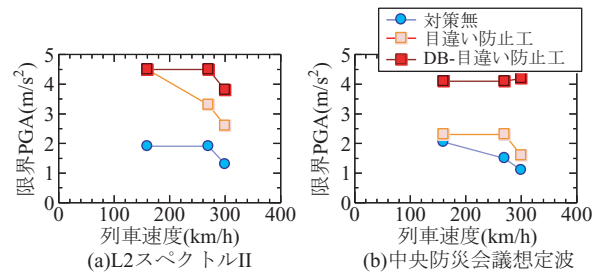 対策無
目違い防止工
DB-目違い防止工
限界PGA(m/s²)
5
4
3
2
1
0
0 100 200 300 400
列車速度(km/h)
(a)L2スペクトルII
限界PGA(m/s²)
5
4
3
2
1
0
0 100 200 300 400
列車速度(km/h)
(b)中央防災会議想定波